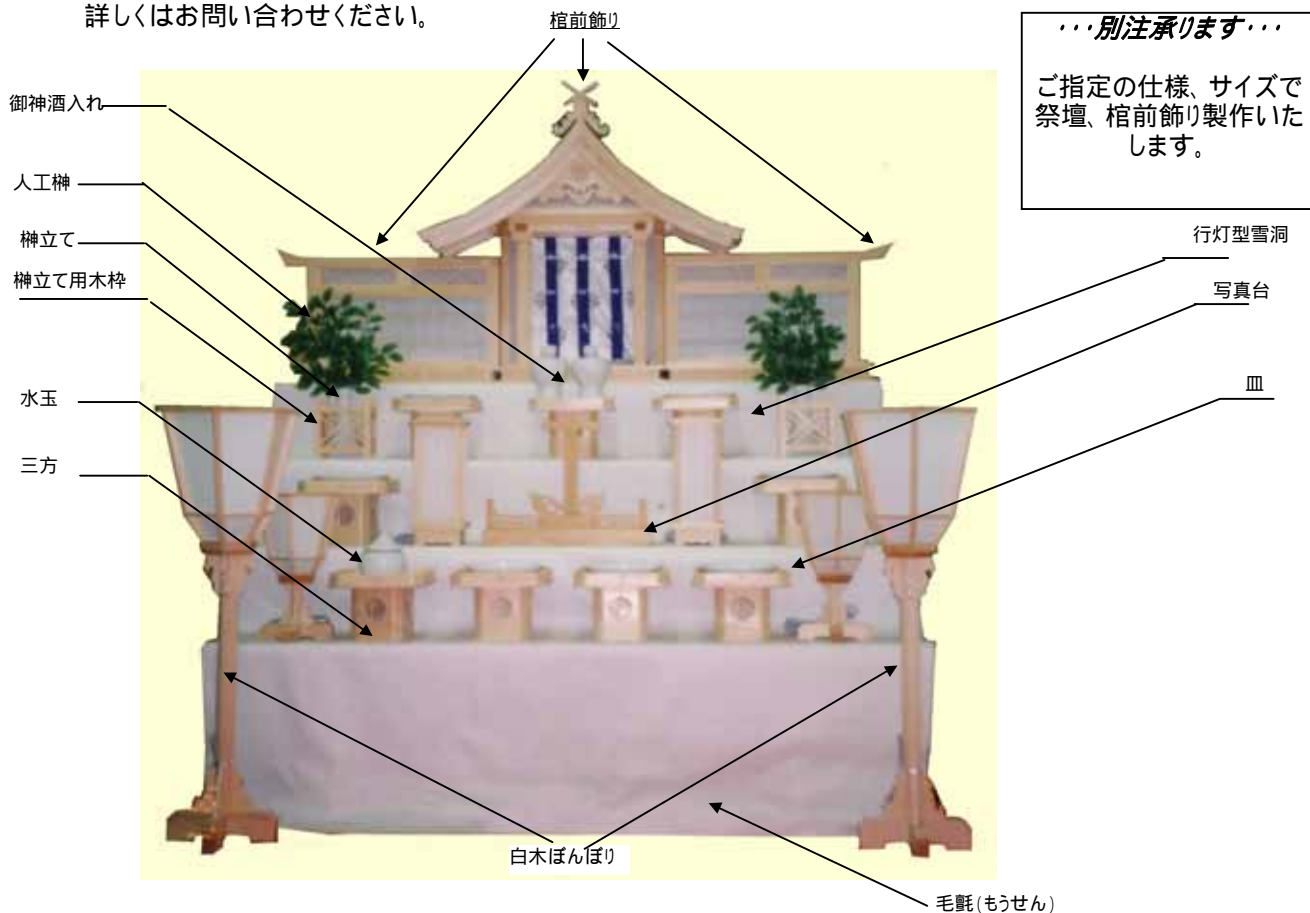 詳しくはお問い合わせください。
棺前飾り
･･･別注承ります･･･
ご指定の仕様、サイズで
祭壇、棺前飾り製作いた
します。
御神酒入れ
人工榊
榊立て
榊立て用木枠
水玉
三方
行灯型雪洞
写真台
皿
白木ぼんぼり
毛氈(もうせん)